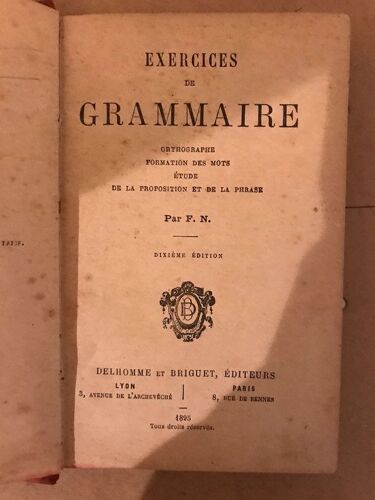 EXERCICES
DE
GRAMMAIRE
ORTHOGRAPHE
FORMATION DES MOTS
ÉTUDE
DE LA PROPOSITION ET DE LA PHRASE
Par F. N.
DIXIÈME ÉDITION
DELHOMME ET BRIGUET, ÉDITEURS
LYON
3, AVENUE DE L'ARCHEVÊCHÉ
PARIS
8, RUE DE RENNES
1895
Tous droits réservés.